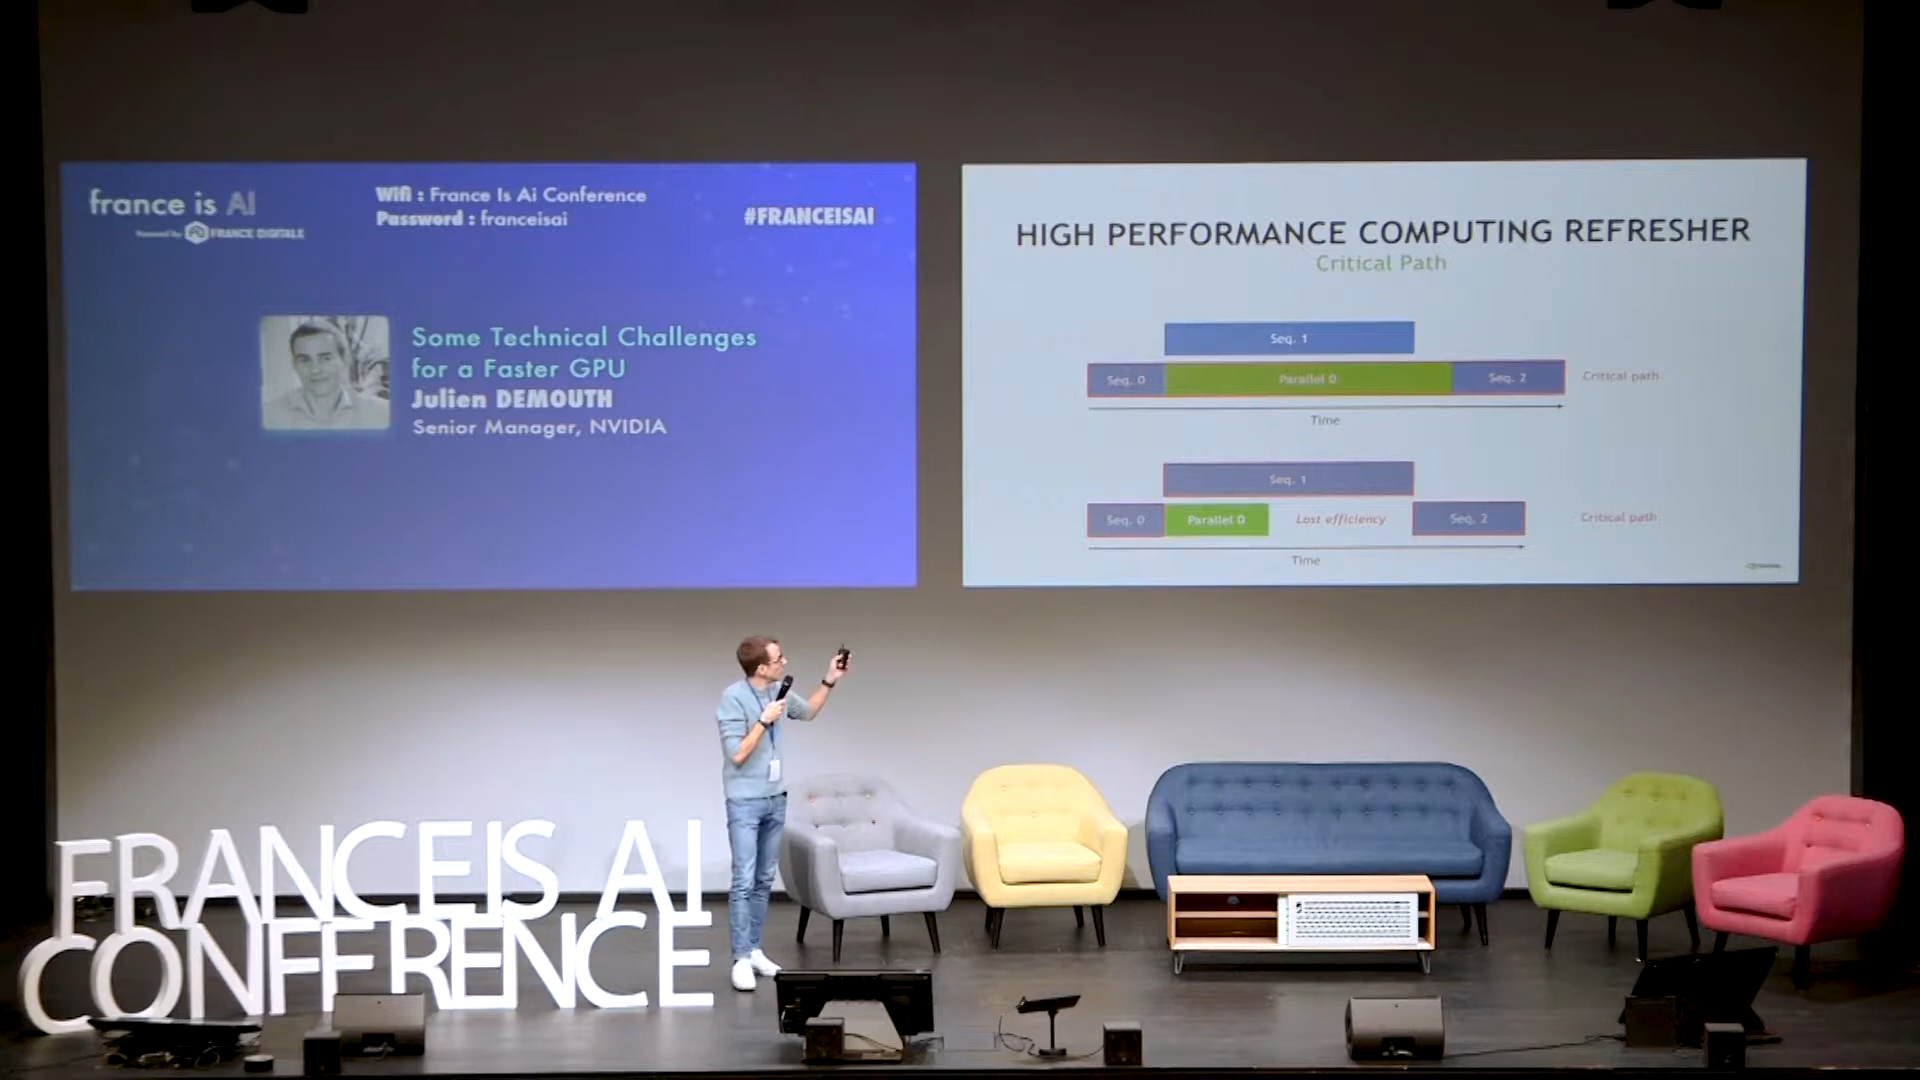 france is AI
Powered by FRANCE DIGITALE
Wifi : France Is Ai Conference
Password : franceisai
#FRANCEISAI
Some Technical Challenges
for a Faster GPU
Julien DEMOUTH
Senior Manager, NVIDIA
HIGH PERFORMANCE COMPUTING REFRESHER
Critical Path
Seq. 1
Seq. 0 Parallel 0 Seq. 2 Critical path
Time
Seq. 1
Seq. 0 Parallel 0 Lost efficiency Seq. 2 Critical path
Time
FRANCE IS AI
CONFERENCE